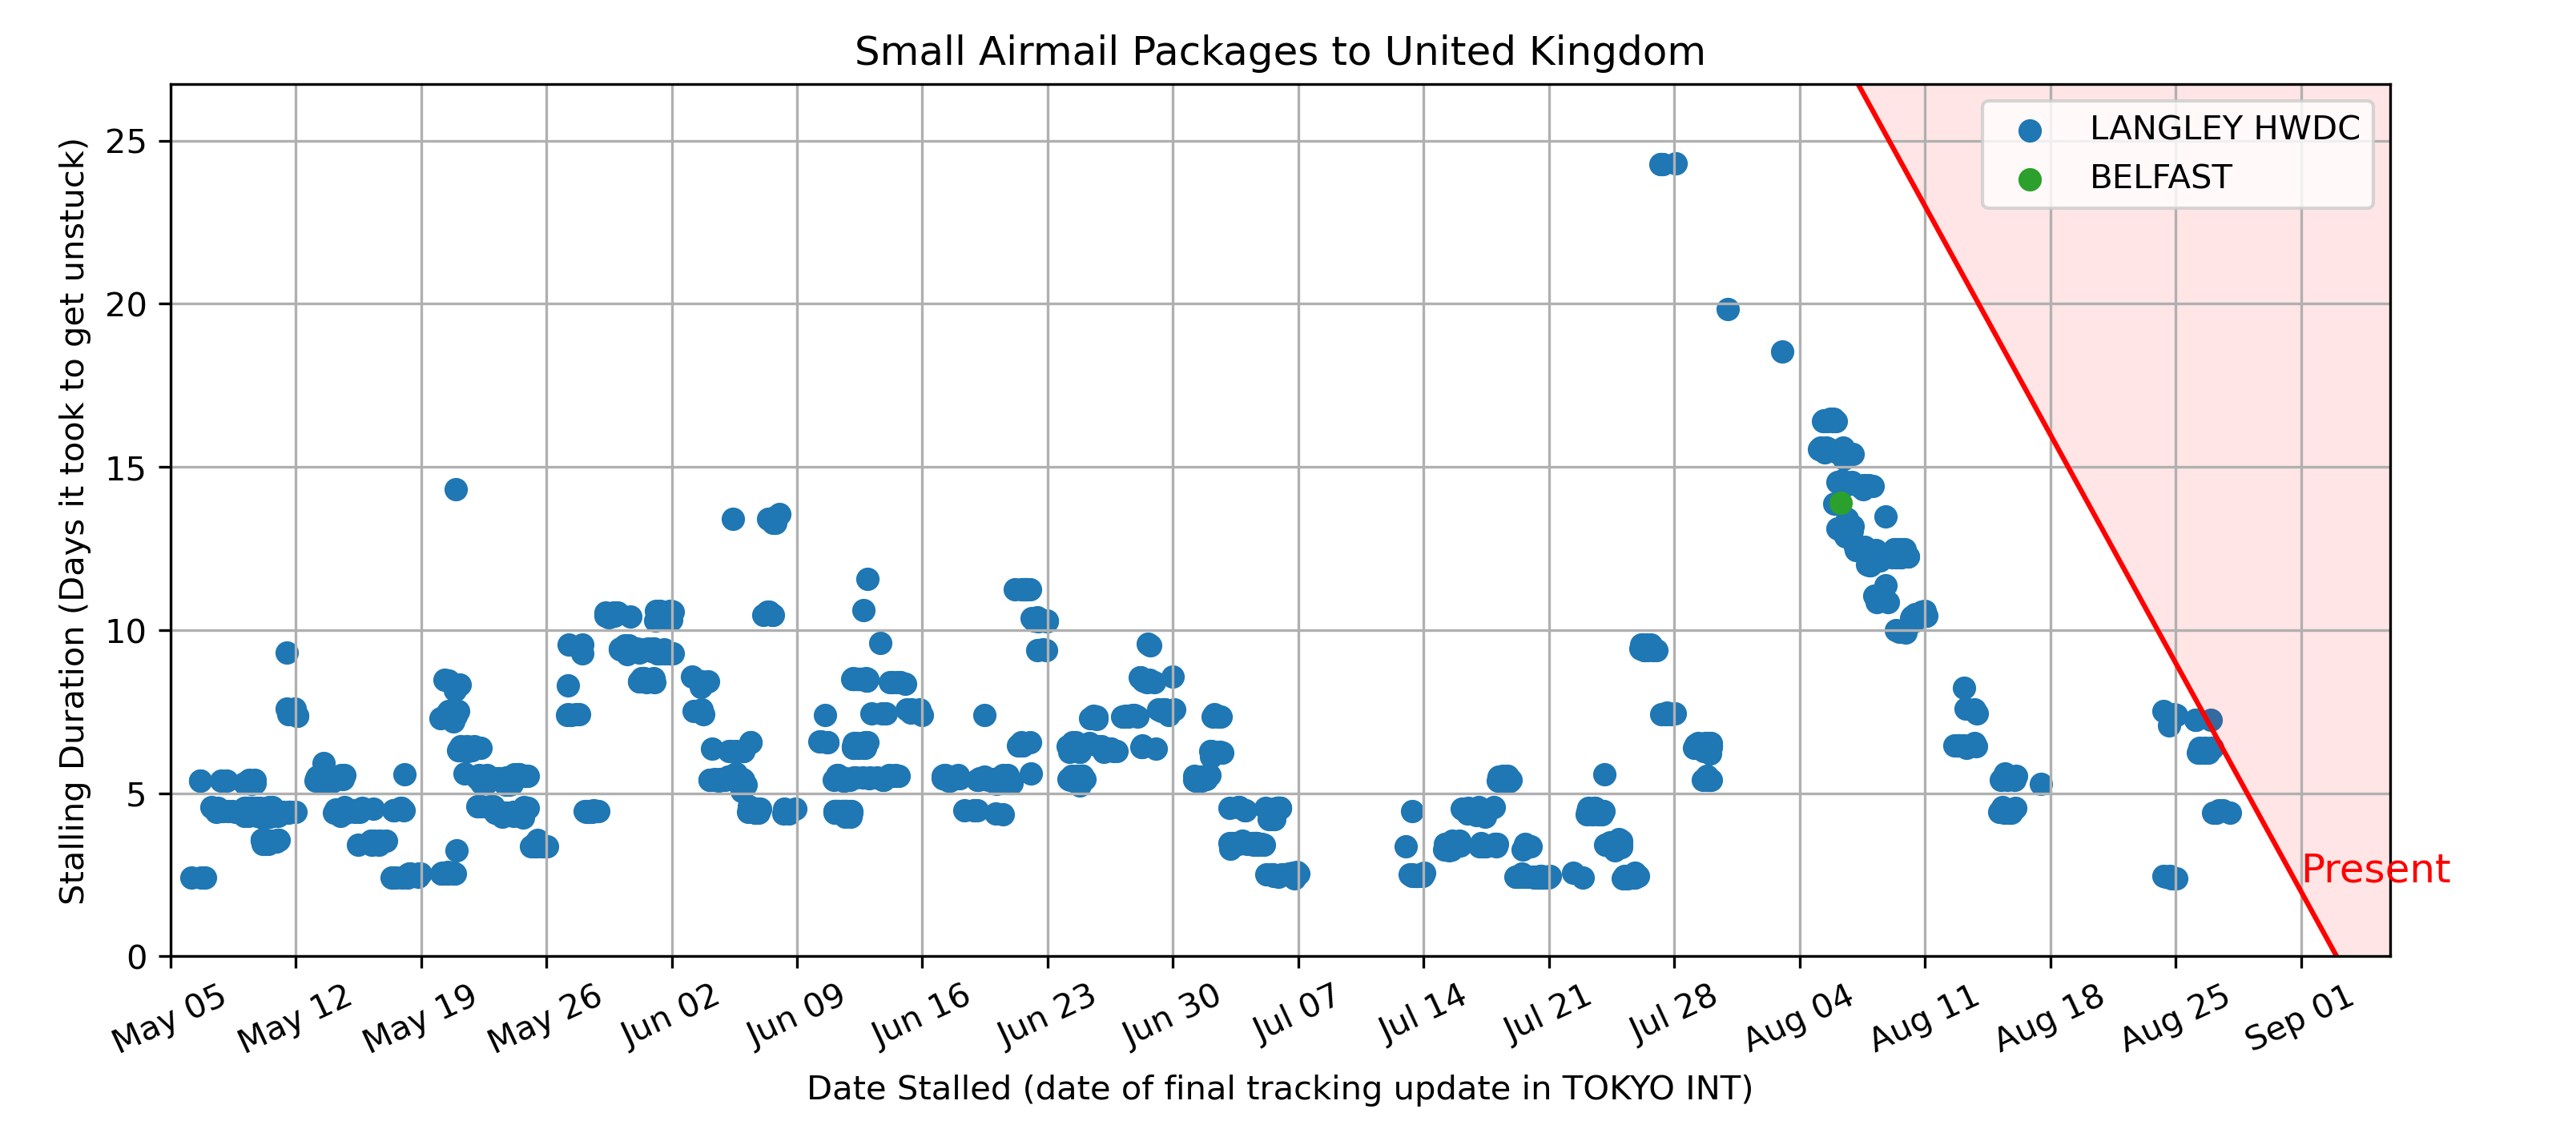 Small Airmail Packages to United Kingdom
Stalling Duration (Days it took to get unstuck)
25
20
15
10
5
0
LANGLEY HWDC
BELFAST
Present
May 05
May 12
May 19
May 26
Jun 02
Jun 09
Jun 16
Jun 23
Jun 30
Jul 07
Jul 14
Jul 21
Jul 28
Aug 04
Aug 11
Aug 18
Aug 25
Sep 01
Date Stalled (date of final tracking update in TOKYO INT)